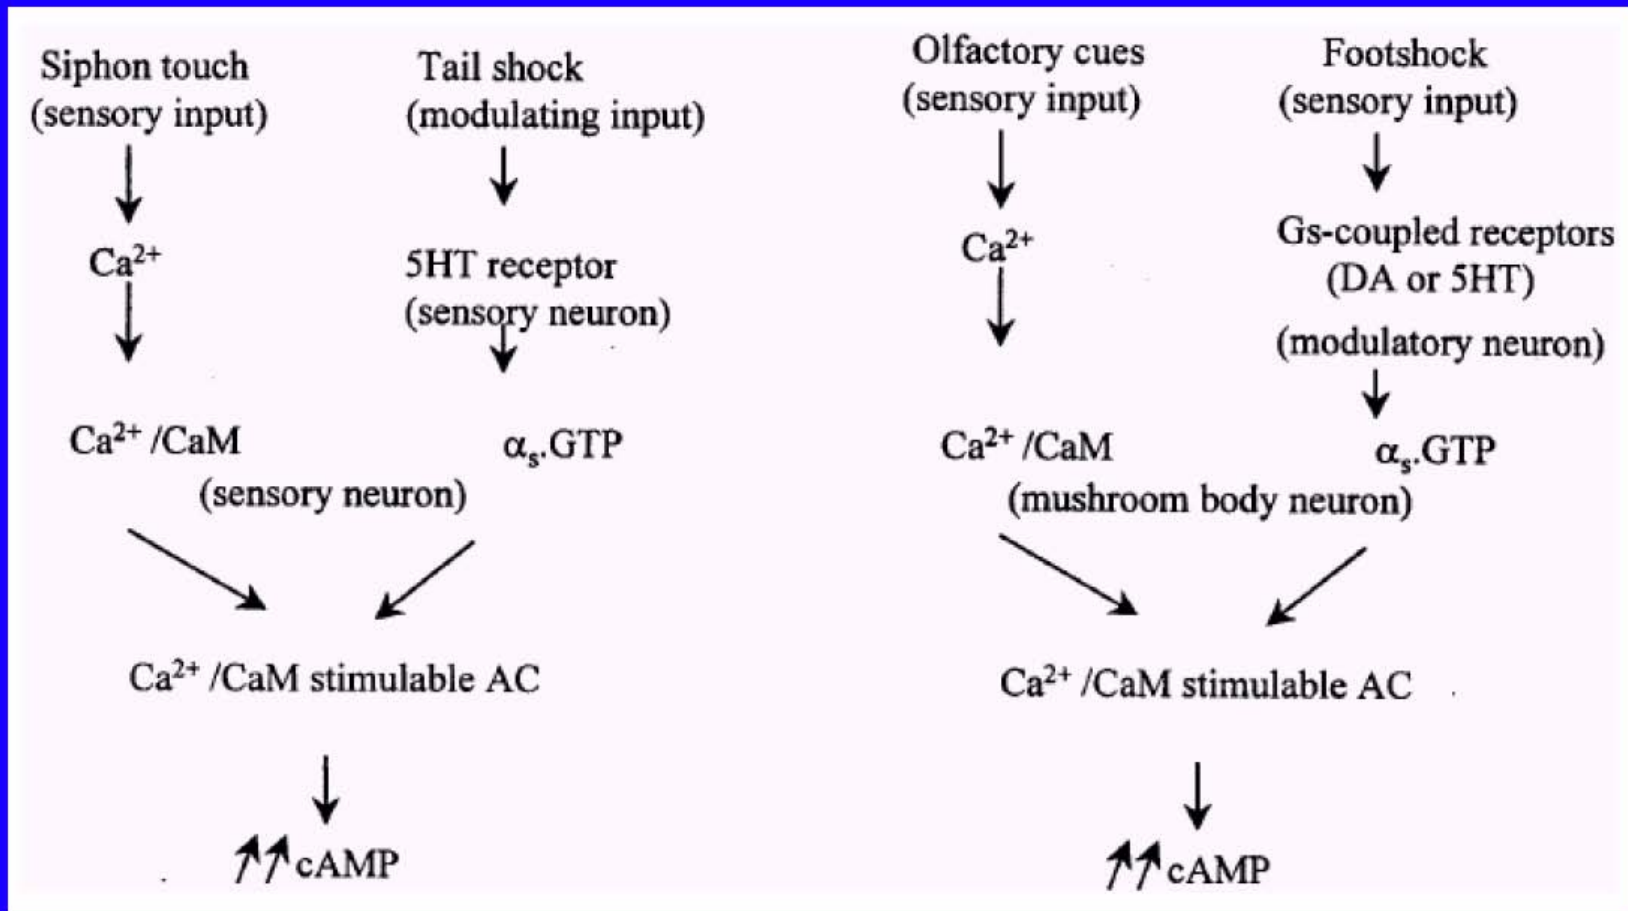 Siphon touch
(sensory input)
Ca²⁺
Ca²⁺ /CaM
Tail shock
(modulating input)
5HT receptor
(sensory neuron)
αₛ.GTP
(sensory neuron)
Ca²⁺ /CaM stimulable AC
cAMP
Olfactory cues
(sensory input)
Ca²⁺
Ca²⁺ /CaM
Footshock
(sensory input)
Gs-coupled receptors
(DA or 5HT)
(modulatory neuron)
αₛ.GTP
(mushroom body neuron)
Ca²⁺ /CaM stimulable AC
cAMP